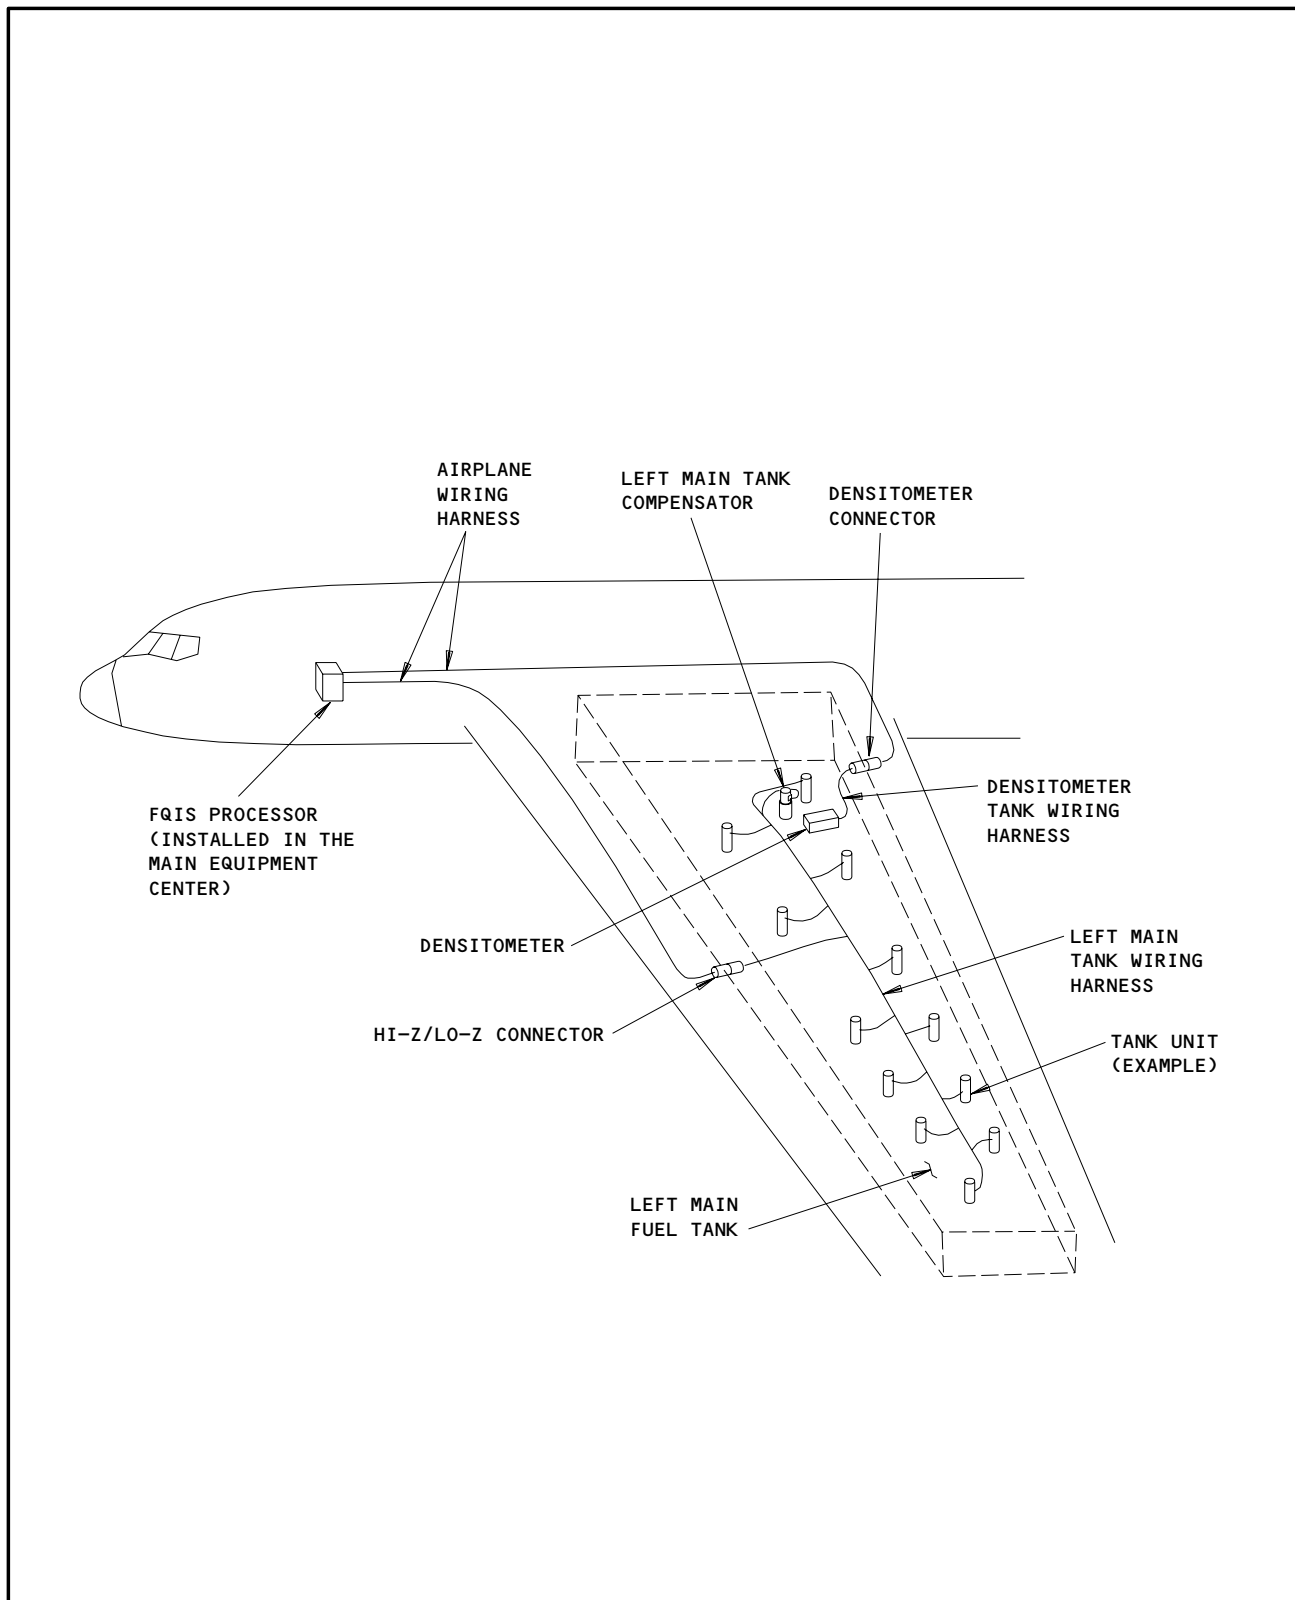 AIRPLANE
WIRING
HARNESS
LEFT MAIN TANK
COMPENSATOR
DENSITOMETER
CONNECTOR
FQIS PROCESSOR
(INSTALLED IN THE
MAIN EQUIPMENT
CENTER)
DENSITOMETER
TANK WIRING
HARNESS
DENSITOMETER
LEFT MAIN
TANK WIRING
HARNESS
HI-Z/LO-Z CONNECTOR
TANK UNIT
(EXAMPLE)
LEFT MAIN
FUEL TANK